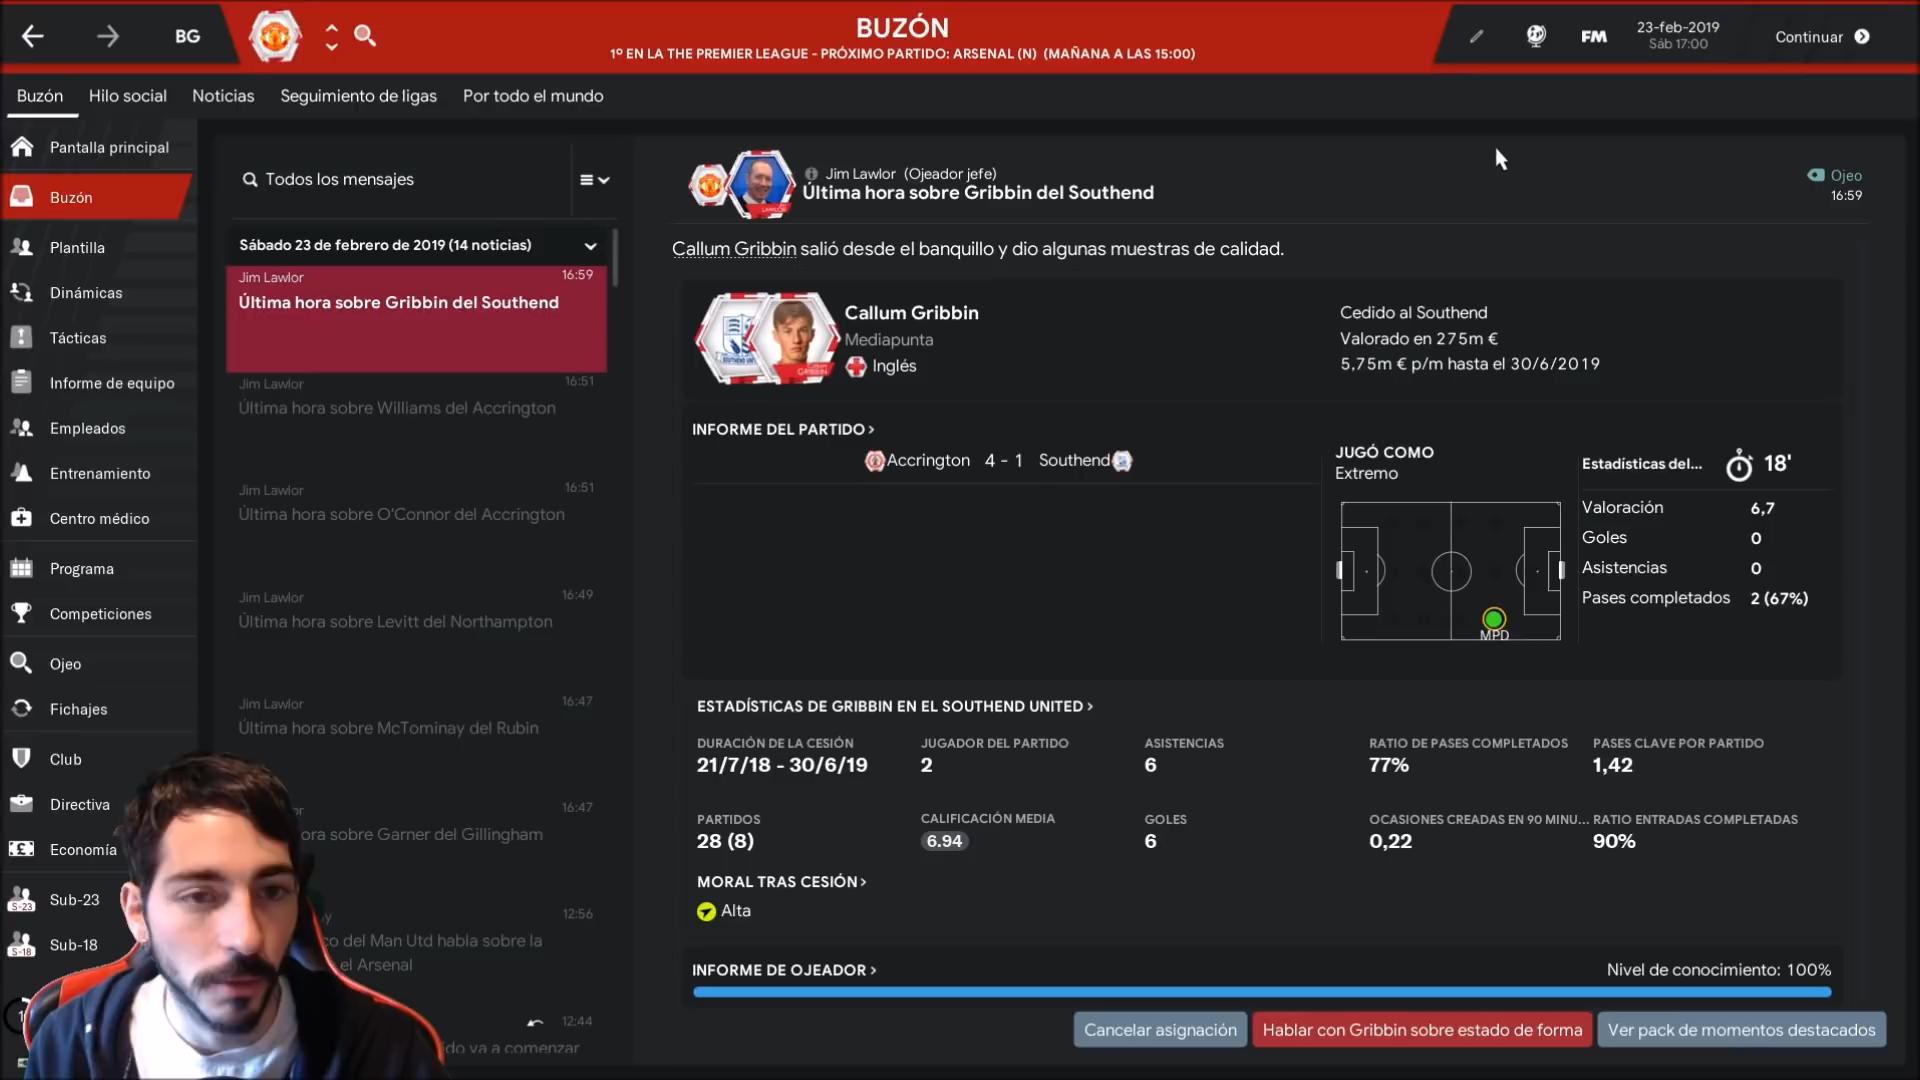 BG
BUZÓN
1º EN LA THE PREMIER LEAGUE - PRÓXIMO PARTIDO: ARSENAL (N) (MAÑANA A LAS 15:00)
FM
23-feb-2019
Sáb 17:00
Continuar
Buzón
Hilo social
Noticias
Seguimiento de ligas
Por todo el mundo
Pantalla principal
Buzón
Plantilla
Dinámicas
Tácticas
Informe de equipo
Empleados
Entrenamiento
Centro médico
Programa
Competiciones
Ojeo
Fichajes
Club
Directiva
Economía
Sub-23
Sub-18
S-23
S-18
Todos los mensajes
Sábado 23 de febrero de 2019 (14 noticias)
Jim Lawlor
16:59
Última hora sobre Gribbin del Southend
Jim Lawlor
16:51
Última hora sobre Williams del Accrington
Jim Lawlor
16:51
Última hora sobre O'Connor del Accrington
Jim Lawlor
16:49
Última hora sobre Levitt del Northampton
Jim Lawlor
16:47
Última hora sobre McTominay del Rubin
or
16:47
ora sobre Garner del Gillingham
y
12:56
co del Man Utd habla sobre la
el Arsenal
12:44
ido va a comenzar
Jim Lawlor (Ojeador jefe)
Última hora sobre Gribbin del Southend
Ojeo
16:59
Callum Gribbin salió desde el banquillo y dio algunas muestras de calidad.
Callum Gribbin
Mediapunta
Inglés
Cedido al Southend
Valorado en 275m €
5,75m € p/m hasta el 30/6/2019
INFORME DEL PARTIDO >
Accrington 4 - 1 Southend
JUGÓ COMO
Extremo
MPD
Estadísticas del... 18'
Valoración 6,7
Goles 0
Asistencias 0
Pases completados 2 (67%)
ESTADÍSTICAS DE GRIBBIN EN EL SOUTHEND UNITED >
DURACIÓN DE LA CESIÓN
21/7/18 - 30/6/19
JUGADOR DEL PARTIDO
2
ASISTENCIAS
6
RATIO DE PASES COMPLETADOS
77%
PASES CLAVE POR PARTIDO
1,42
PARTIDOS
28 (8)
CALIFICACIÓN MEDIA
6.94
GOLES
6
OCASIONES CREADAS EN 90 MINU...
0,22
RATIO ENTRADAS COMPLETADAS
90%
MORAL TRAS CESIÓN >
Alta
INFORME DE OJEADOR >
Nivel de conocimiento: 100%
Cancelar asignación
Hablar con Gribbin sobre estado de forma
Ver pack de momentos destacados